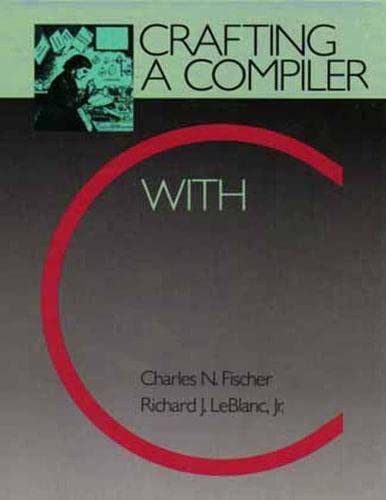 CRAFTING
A COMPILER
WITH
C
Charles N. Fischer
Richard J. LeBlanc, Jr.